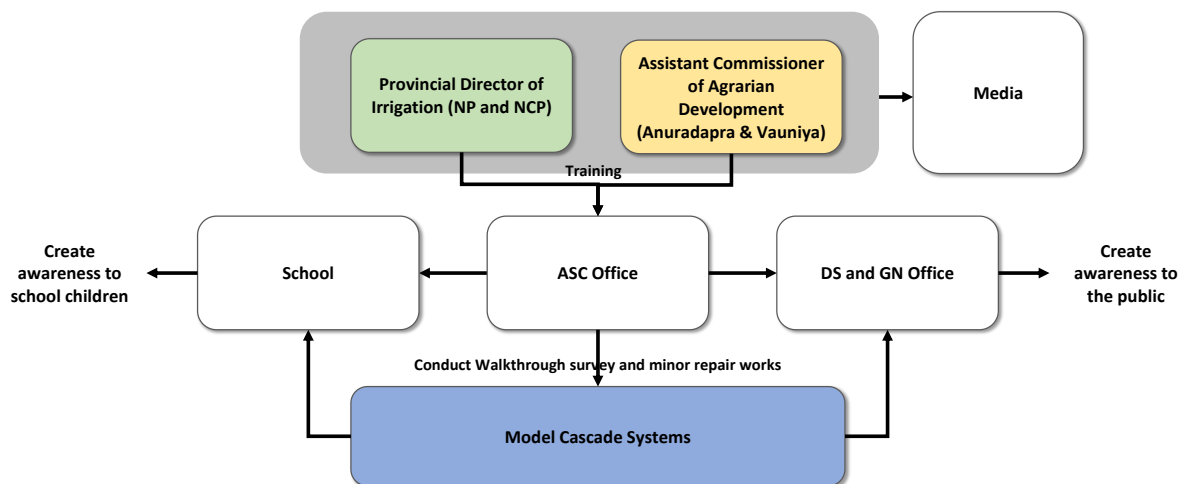 Provincial Director of
Irrigation (NP and NCP)
Assistant Commissioner
of Agrarian
Development
(Anuradapra & Vauniya)
Media
Training
Create
awareness to
school children
School
ASC Office
DS and GN Office
Create
awareness to
the public
Conduct Walkthrough survey and minor repair works
Model Cascade Systems